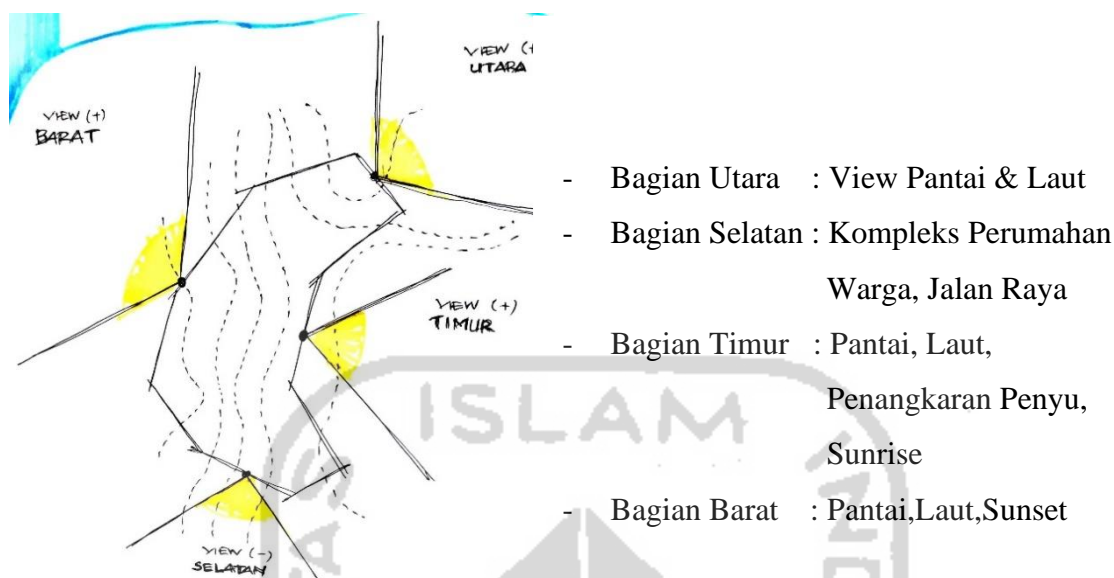 VIEW (+)
UTARA
VIEW (+)
BARAT
- Bagian Utara : View Pantai & Laut
- Bagian Selatan : Kompleks Perumahan
Warga, Jalan Raya
VIEW (+)
TIMUR
- Bagian Timur : Pantai, Laut,
Penangkaran Penyu,
Sunrise
- Bagian Barat : Pantai,Laut,Sunset
VIEW (-)
SELATAN
ISLAM